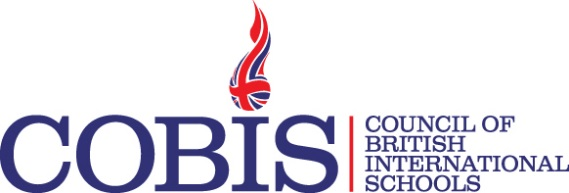 COBIS
COUNCIL OF
BRITISH
INTERNATIONAL
SCHOOLS